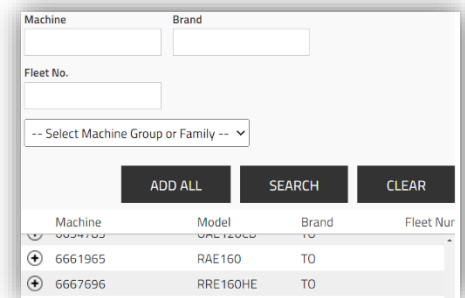 Machine Brand
Fleet No.
-- Select Machine Group or Family --
ADD ALL SEARCH CLEAR
Machine Model Brand Fleet Nur
TO
6661965 RAE160 TO
6667696 RRE160HE TO